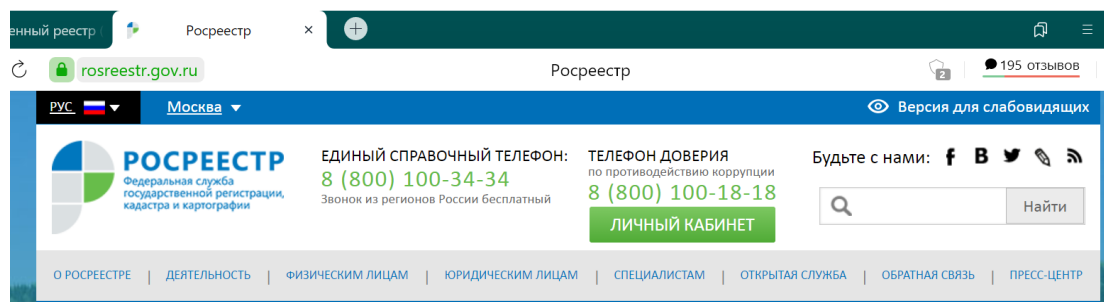 енный реестр (
Росреестр
rosreestr.gov.ru
Росреестр
2
195 отзывов
РУС
Москва
Версия для слабовидящих
РОСРЕЕСТР
Федеральная служба
государственной регистрации,
кадастра и картографии
ЕДИНЫЙ СПРАВОЧНЫЙ ТЕЛЕФОН:
8 (800) 100-34-34
Звонок из регионов России бесплатный
ТЕЛЕФОН ДОВЕРИЯ
по противодействию коррупции
8 (800) 100-18-18
ЛИЧНЫЙ КАБИНЕТ
Будьте с нами: f В
Найти
О РОСРЕЕСТРЕ | ДЕЯТЕЛЬНОСТЬ | ФИЗИЧЕСКИМ ЛИЦАМ | ЮРИДИЧЕСКИМ ЛИЦАМ | СПЕЦИАЛИСТАМ | ОТКРЫТАЯ СЛУЖБА | ОБРАТНАЯ СВЯЗЬ | ПРЕСС-ЦЕНТР